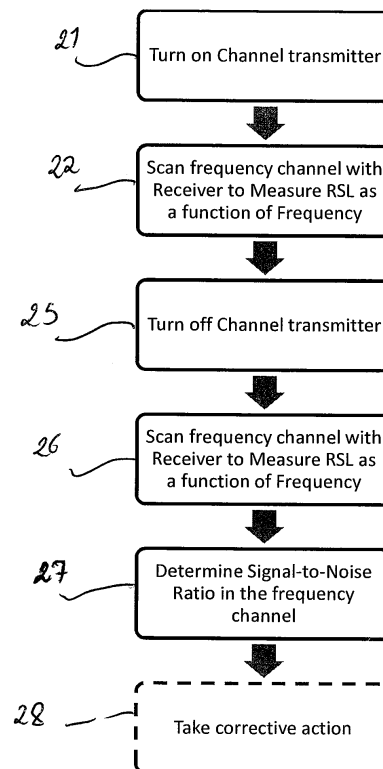 21
Turn on Channel transmitter
22
Scan frequency channel with
Receiver to Measure RSL as
a function of Frequency
25
Turn off Channel transmitter
26
Scan frequency channel with
Receiver to Measure RSL as
a function of Frequency
27
Determine Signal-to-Noise
Ratio in the frequency
channel
28
Take corrective action